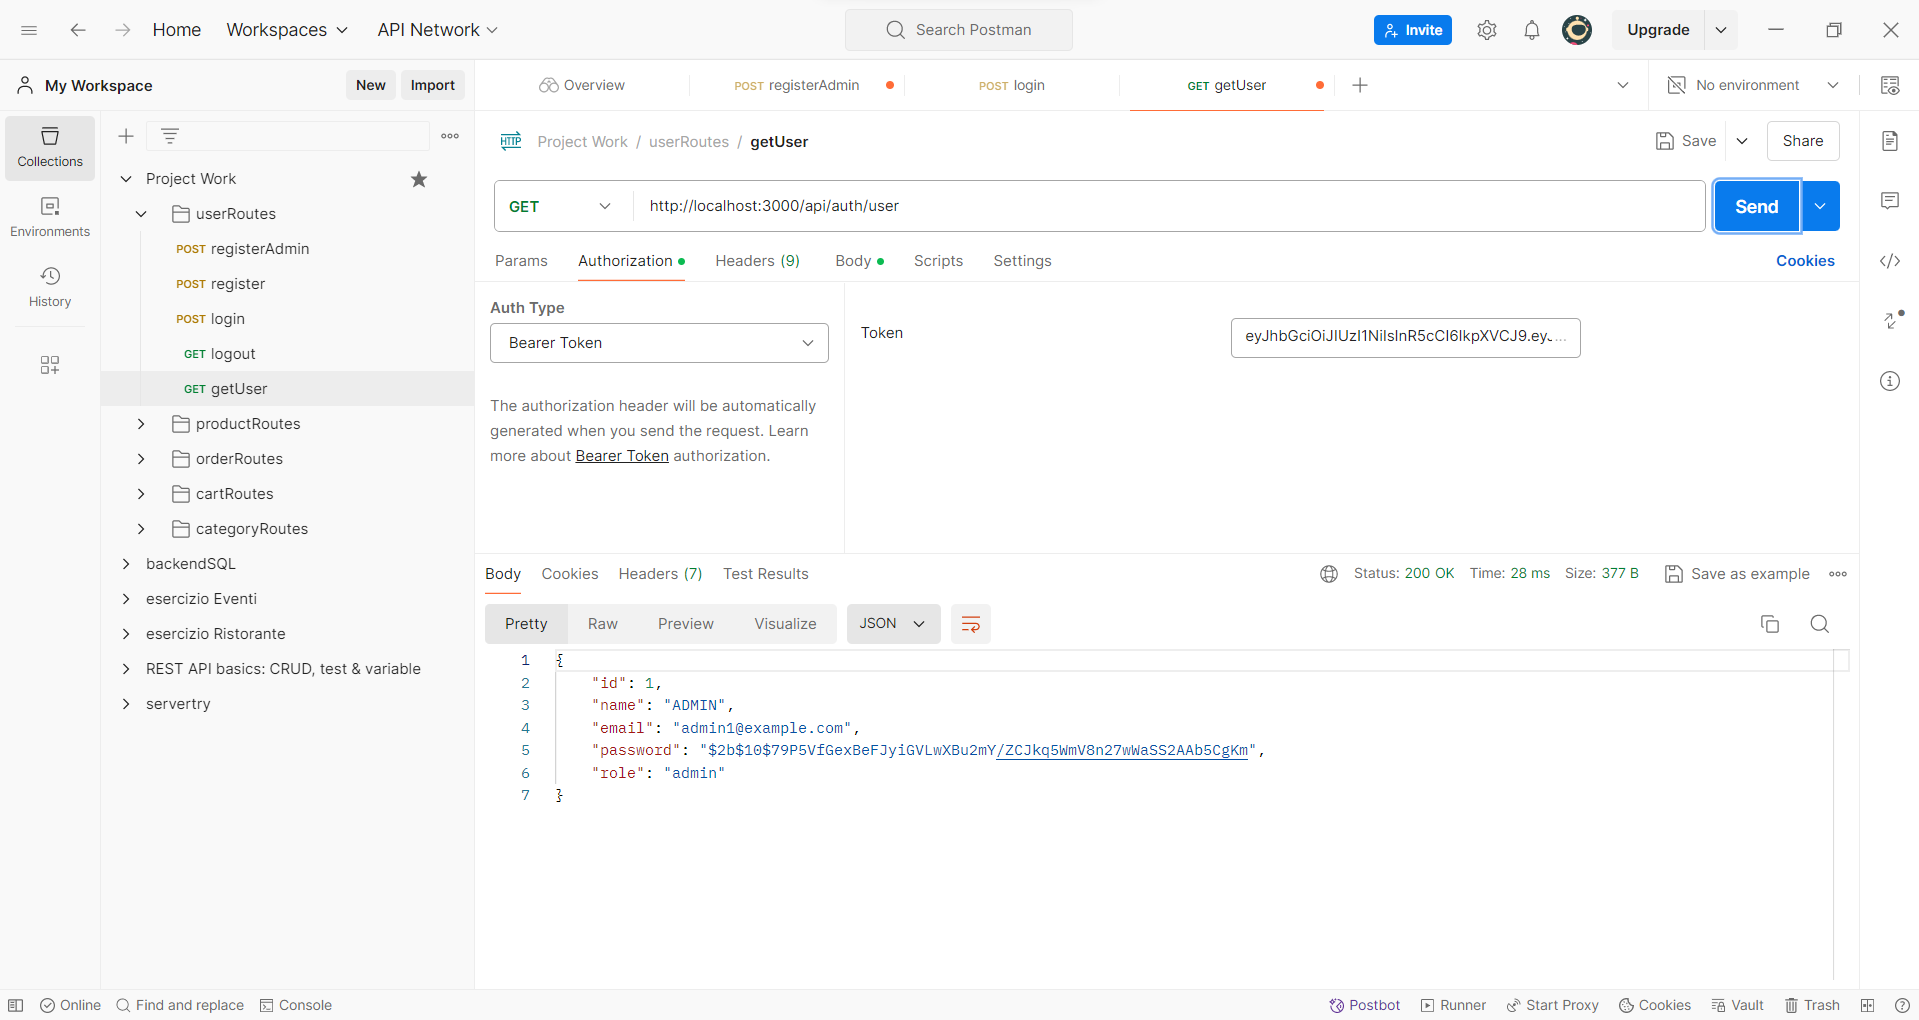 Home Workspaces API Network Search Postman Invite Upgrade
My Workspace New Import Overview POST registerAdmin POST login GET getUser No environment
Collections
Environments
History
Project Work
userRoutes
POST registerAdmin
POST register
POST login
GET logout
GET getUser
productRoutes
orderRoutes
cartRoutes
categoryRoutes
backendSQL
esercizio Eventi
esercizio Ristorante
REST API basics: CRUD, test & variable
servertry
HTTP Project Work / userRoutes / getUser Save Share
GET http://localhost:3000/api/auth/user Send
Params Authorization Headers (9) Body Scripts Settings Cookies
Auth Type
Bearer Token
The authorization header will be automatically
generated when you send the request. Learn
more about Bearer Token authorization.
Token eyJhbGciOiJIUzI1NiIsInR5cCI6IkpXVCJ9.eyJ...
Body Cookies Headers (7) Test Results Status: 200 OK Time: 28 ms Size: 377 B Save as example
Pretty Raw Preview Visualize JSON
1 {
2 "id": 1,
3 "name": "ADMIN",
4 "email": "admin1@example.com",
5 "password": "$2b$10$79P5VfGexBeFJyiGVLwXBu2mY/ZCJkq5WmV8n27wWaSS2AAb5CgKm",
6 "role": "admin"
7 }
Online Find and replace Console Postbot Runner Start Proxy Cookies Vault Trash